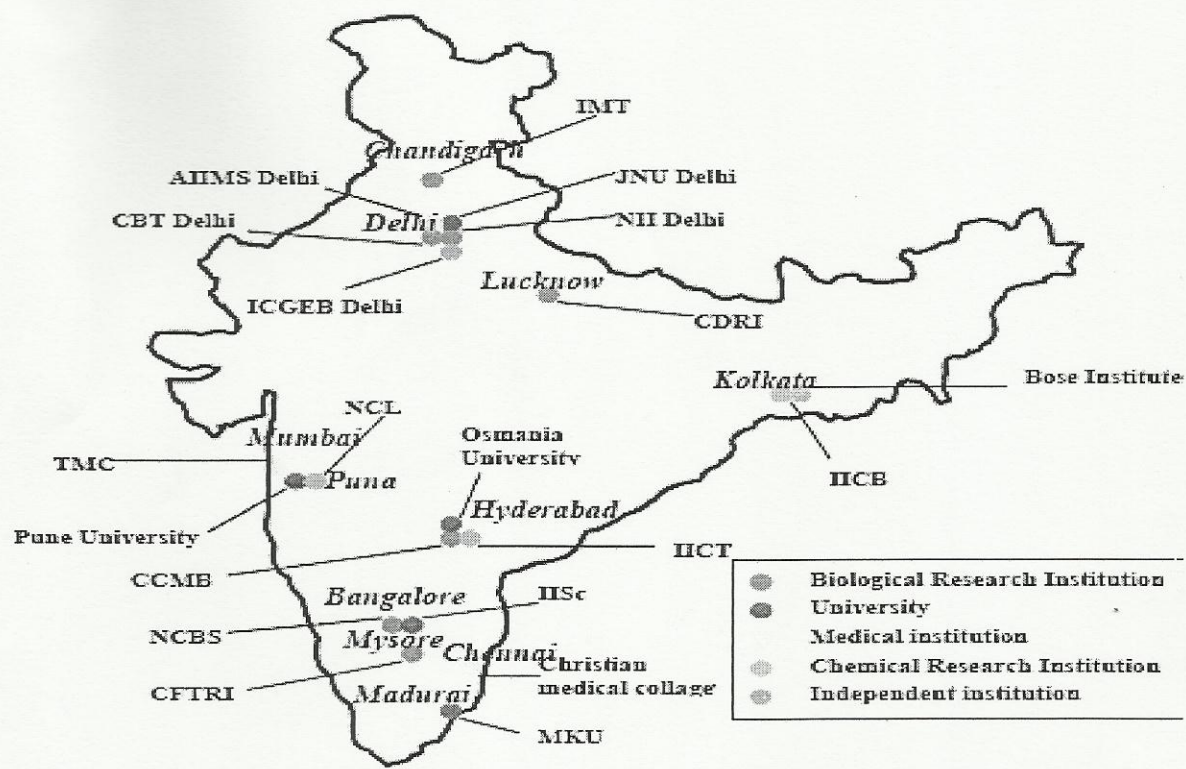 IMT
Chandigarh
AIIMS Delhi
JNU Delhi
CBT Delhi
Delhi
NII Delhi
Lucknow
ICGEB Delhi
CDRI
Kolkata
Bose Institute
NCL
Mumbai
Osmania
University
TMC
Puna
IICB
Hyderabad
Pune University
IICT
CCMB
Bangalore
IISc
NCBS
Mysore
Chennai
Christian
medical collage
CFTRI
Madurai
MKU
Biological Research Institution
University
Medical institution
Chemical Research Institution
Independent institution